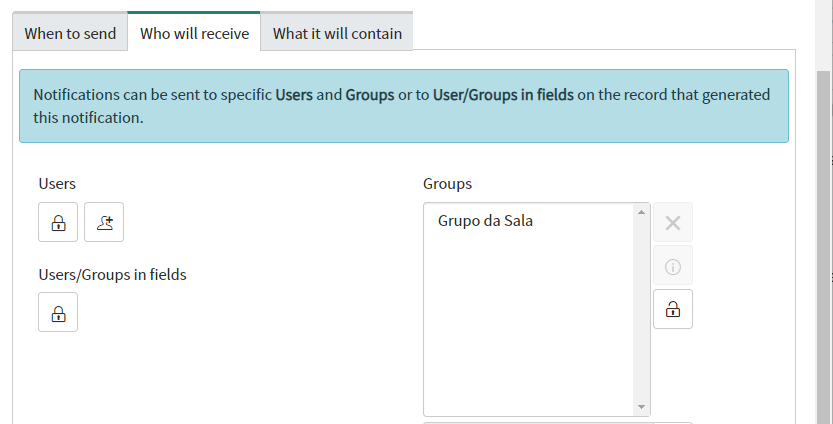 When to send
Who will receive
What it will contain
Notifications can be sent to specific Users and Groups or to User/Groups in fields on the record that generated
this notification.
Users
Groups
Grupo da Sala
Users/Groups in fields